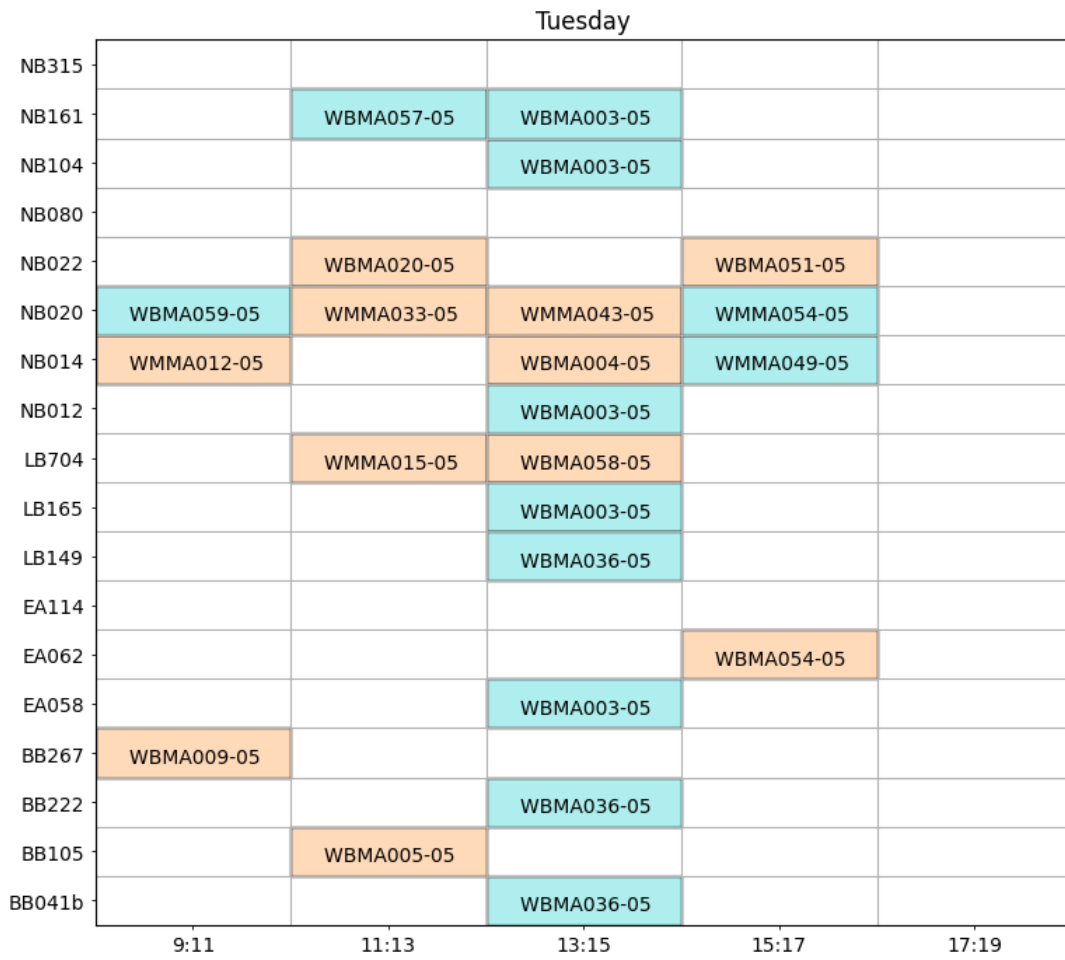 Tuesday
NB315
NB161 WBMA057-05 WBMA003-05
NB104 WBMA003-05
NB080
NB022 WBMA020-05 WBMA051-05
NB020 WBMA059-05 WMMA033-05 WMMA043-05 WMMA054-05
NB014 WMMA012-05 WBMA004-05 WMMA049-05
NB012 WBMA003-05
LB704 WMMA015-05 WBMA058-05
LB165 WBMA003-05
LB149 WBMA036-05
EA114
EA062 WBMA054-05
EA058 WBMA003-05
BB267 WBMA009-05
BB222 WBMA036-05
BB105 WBMA005-05
BB041b WBMA036-05
9:11 11:13 13:15 15:17 17:19